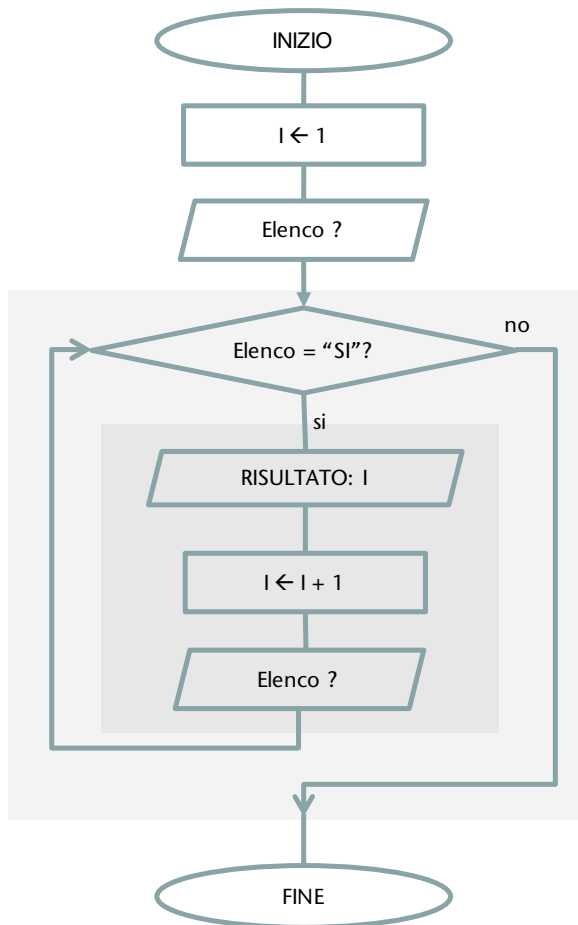 INIZIO
I ← 1
Elenco ?
Elenco = “SI”?
no
si
RISULTATO: I
I ← I + 1
Elenco ?
FINE